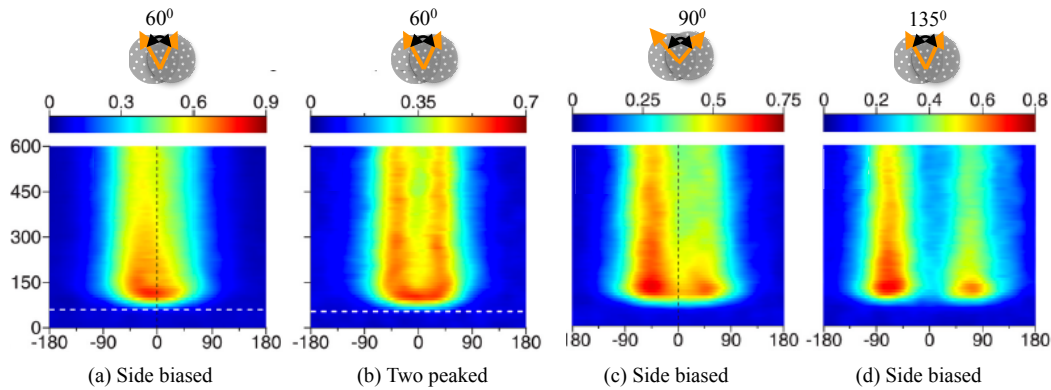 60⁰ 60⁰ 90⁰ 135⁰
0 0.3 0.6 0.9 0 0.35 0.7 0 0.25 0.5 0.75 0 0.2 0.4 0.6 0.8
600
450
300
150
0
-180 -90 0 90 180 -180 -90 0 90 180 -180 -90 0 90 180 -180 -90 0 90 180
(a) Side biased (b) Two peaked (c) Side biased (d) Side biased